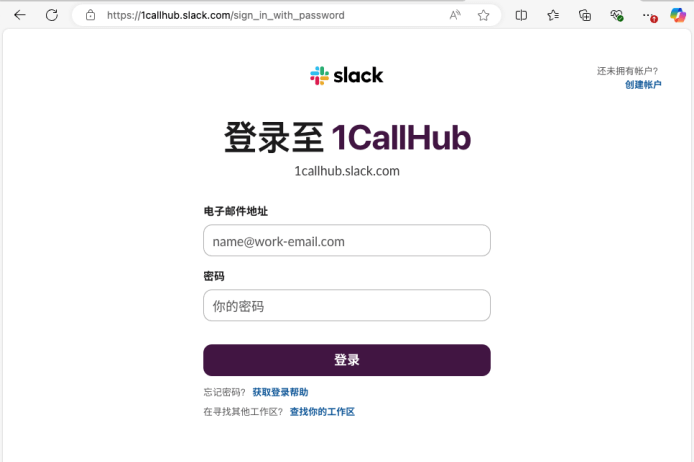 https://1callhub.slack.com/sign_in_with_password
slack
还未拥有帐户?
创建帐户
登录至 1CallHub
1callhub.slack.com
电子邮件地址
name@work-email.com
密码
你的密码
登录
忘记密码? 获取登录帮助
在寻找其他工作区? 查找你的工作区